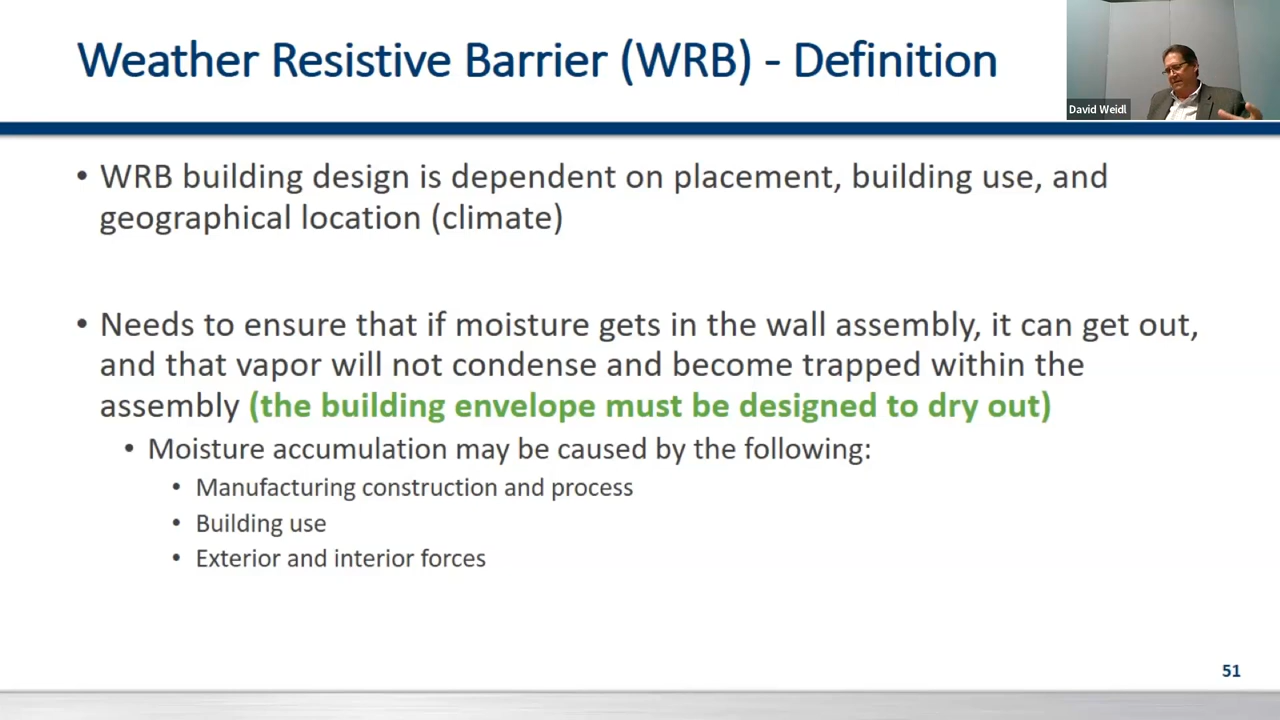 Weather Resistive Barrier (WRB) - Definition
David Weidl
• WRB building design is dependent on placement, building use, and
geographical location (climate)
• Needs to ensure that if moisture gets in the wall assembly, it can get out,
and that vapor will not condense and become trapped within the
assembly (the building envelope must be designed to dry out)
• Moisture accumulation may be caused by the following:
• Manufacturing construction and process
• Building use
• Exterior and interior forces
51